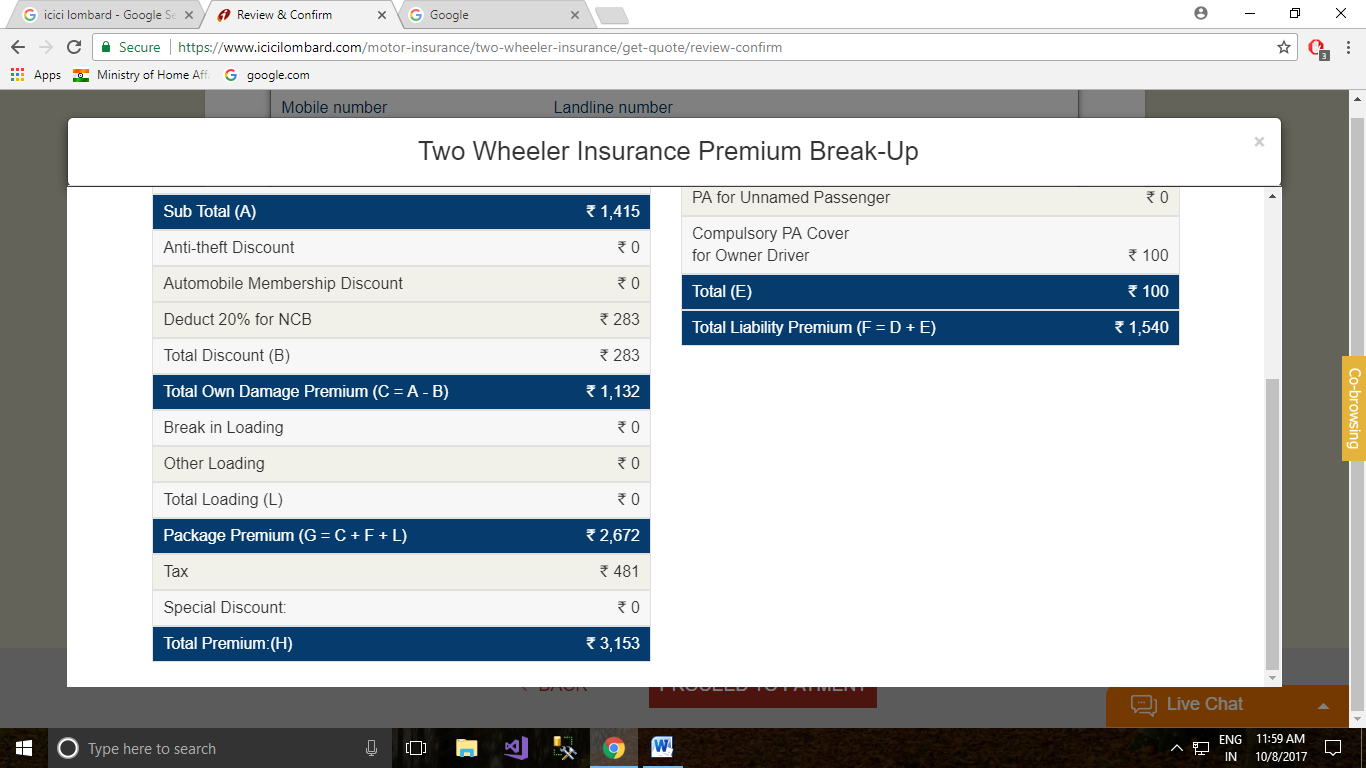 icici lombard - Google Se
Review & Confirm
Google
Secure
https://www.icicilombard.com/motor-insurance/two-wheeler-insurance/get-quote/review-confirm
3
Apps
Ministry of Home Aff
google.com
Mobile number
Landline number
Two Wheeler Insurance Premium Break-Up
×
Sub Total (A) ₹ 1,415
Anti-theft Discount ₹ 0
Automobile Membership Discount ₹ 0
Deduct 20% for NCB ₹ 283
Total Discount (B) ₹ 283
Total Own Damage Premium (C = A - B) ₹ 1,132
Break in Loading ₹ 0
Other Loading ₹ 0
Total Loading (L) ₹ 0
Package Premium (G = C + F + L) ₹ 2,672
Tax ₹ 481
Special Discount: ₹ 0
Total Premium:(H) ₹ 3,153
PA for Unnamed Passenger ₹ 0
Compulsory PA Cover
for Owner Driver ₹ 100
Total (E) ₹ 100
Total Liability Premium (F = D + E) ₹ 1,540
Co-browsing
BACK
PROCEED TO PAYMENT
Live Chat
Type here to search
ENG
IN
11:59 AM
10/8/2017